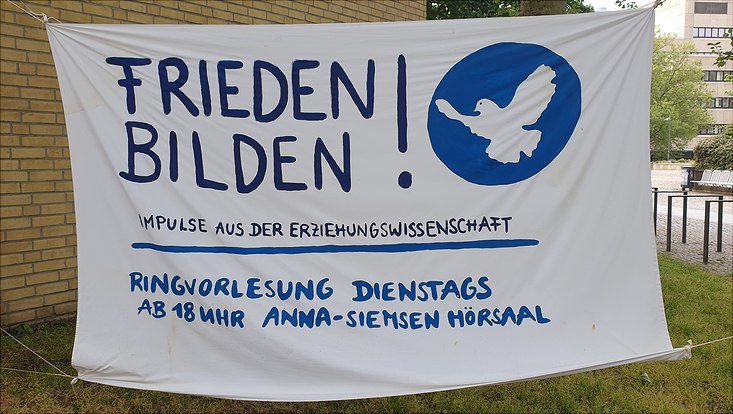 FRIEDEN
BILDEN!
IMPULSE AUS DER ERZIEHUNGSWISSENSCHAFT
RINGVORLESUNG DIENSTAGS
AB 18 UHR ANNA-SIEMSEN HÖRSAAL